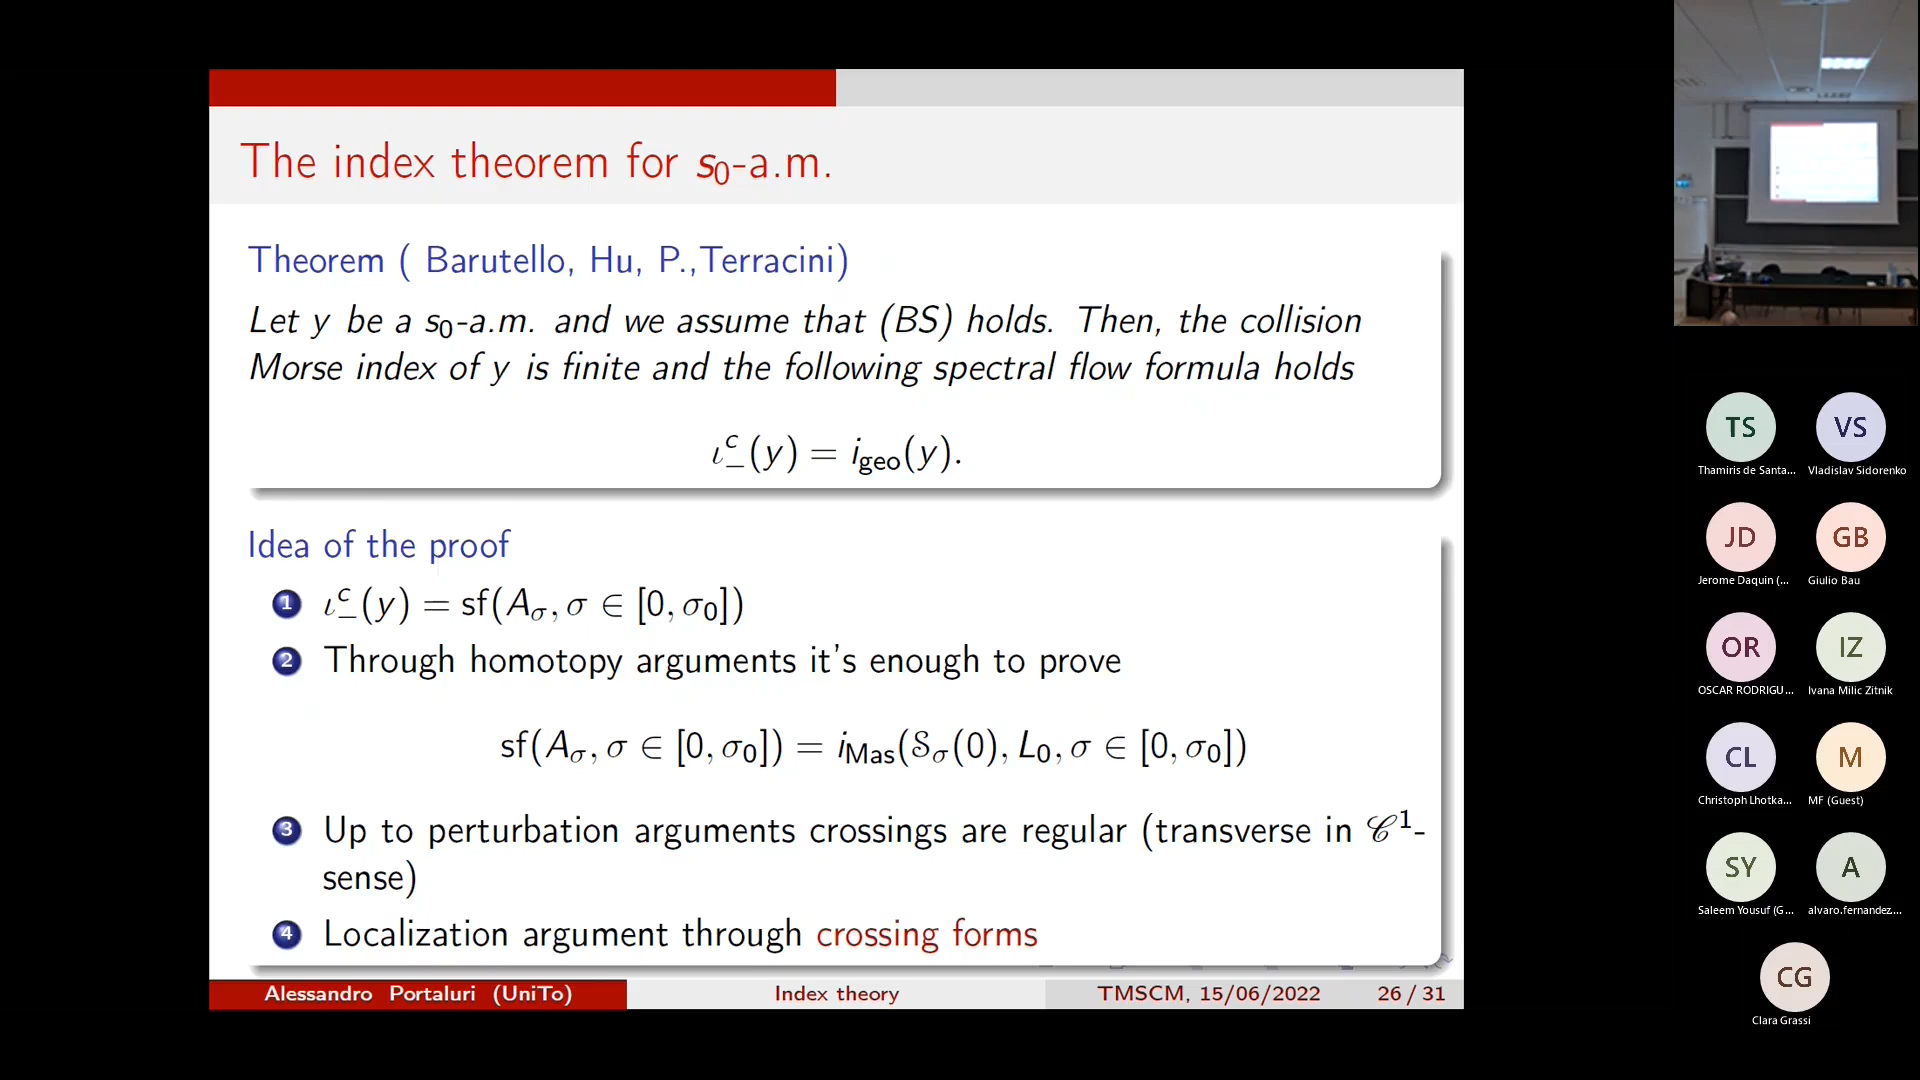 The index theorem for s₀-a.m.
Theorem ( Barutello, Hu, P.,Terracini)
Let y be a s₀-a.m. and we assume that (BS) holds. Then, the collision
Morse index of y is finite and the following spectral flow formula holds
ι_−^c(y) = i_geo(y).
Idea of the proof
1 ι_−^c(y) = sf(A_σ, σ ∈ [0, σ₀])
2 Through homotopy arguments it's enough to prove
sf(A_σ, σ ∈ [0, σ₀]) = i_Mas(𝒮_σ(0), L₀, σ ∈ [0, σ₀])
3 Up to perturbation arguments crossings are regular (transverse in 𝒞¹-
sense)
4 Localization argument through crossing forms
Alessandro Portaluri (UniTo) Index theory TMSCM, 15/06/2022 26 / 31
TS VS
Thamiris de Santa... Vladislav Sidorenko
JD GB
Jerome Daquin (... Giulio Bau
OR IZ
OSCAR RODRIGU... Ivana Milic Zitnik
CL M
Christoph Lhotka... MF (Guest)
SY A
Saleem Yousuf (G... alvaro.fernandez...
CG
Clara Grassi